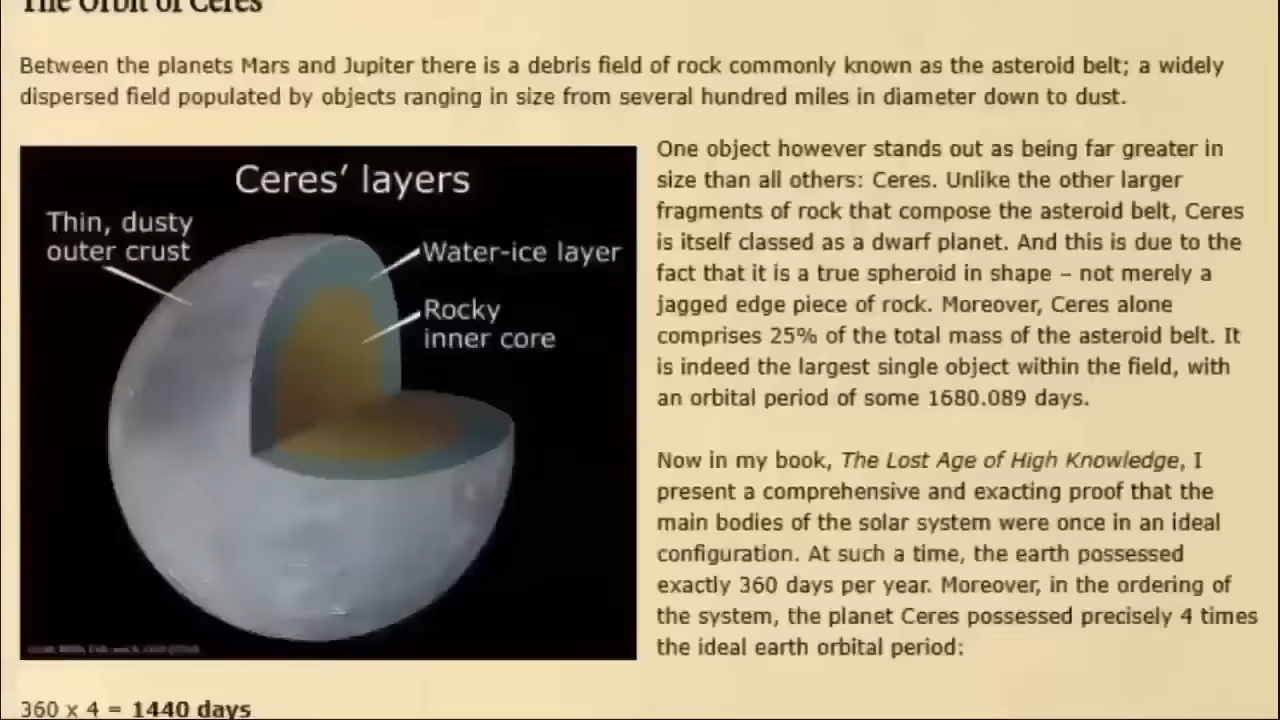 The Orbit of Ceres
Between the planets Mars and Jupiter there is a debris field of rock commonly known as the asteroid belt; a widely
dispersed field populated by objects ranging in size from several hundred miles in diameter down to dust.
Ceres' layers
Thin, dusty
outer crust
Water-ice layer
Rocky
inner core
One object however stands out as being far greater in
size than all others: Ceres. Unlike the other larger
fragments of rock that compose the asteroid belt, Ceres
is itself classed as a dwarf planet. And this is due to the
fact that it is a true spheroid in shape – not merely a
jagged edge piece of rock. Moreover, Ceres alone
comprises 25% of the total mass of the asteroid belt. It
is indeed the largest single object within the field, with
an orbital period of some 1680.089 days.
Now in my book, The Lost Age of High Knowledge, I
present a comprehensive and exacting proof that the
main bodies of the solar system were once in an ideal
configuration. At such a time, the earth possessed
exactly 360 days per year. Moreover, in the ordering of
the system, the planet Ceres possessed precisely 4 times
the ideal earth orbital period:
360 x 4 = 1440 days